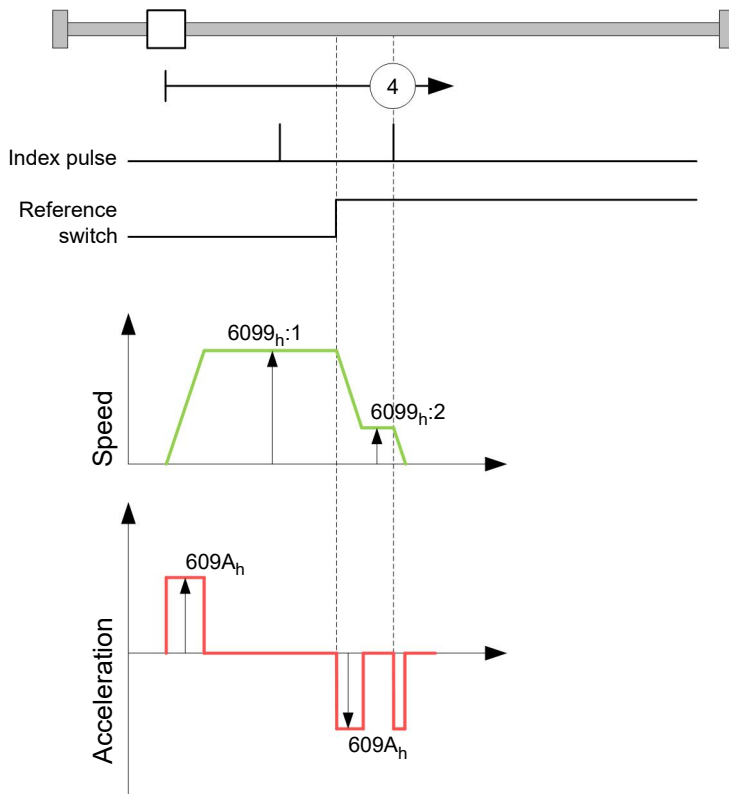 4
Index pulse
Reference
switch
6099h:1
6099h:2
Speed
609Ah
Acceleration
609Ah